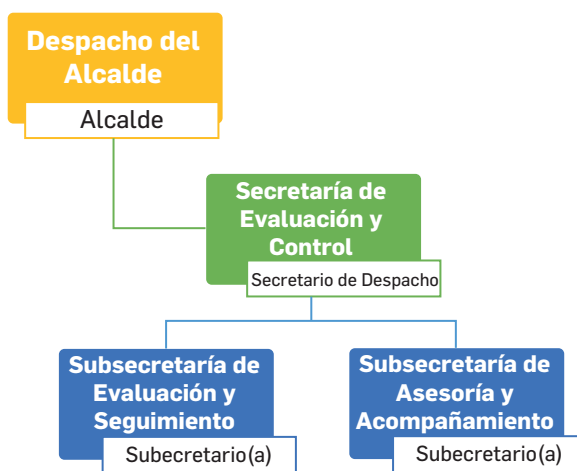 Despacho del
Alcalde
Alcalde
Secretaría de
Evaluación y
Control
Secretario de Despacho
Subsecretaría de
Evaluación y
Seguimiento
Subecretario(a)
Subsecretaría de
Asesoría y
Acompañamiento
Subecretario(a)